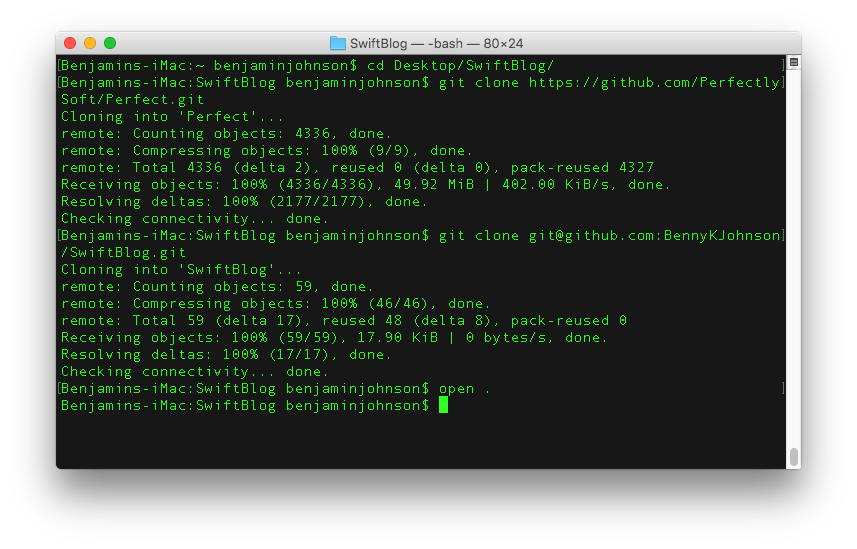 SwiftBlog — -bash — 80×24
[Benjamins-iMac:~ benjaminjohnson$ cd Desktop/SwiftBlog/ ]
[Benjamins-iMac:SwiftBlog benjaminjohnson$ git clone https://github.com/Perfectly]
Soft/Perfect.git
Cloning into 'Perfect'...
remote: Counting objects: 4336, done.
remote: Compressing objects: 100% (9/9), done.
remote: Total 4336 (delta 2), reused 0 (delta 0), pack-reused 4327
Receiving objects: 100% (4336/4336), 49.92 MiB | 402.00 KiB/s, done.
Resolving deltas: 100% (2177/2177), done.
Checking connectivity... done.
[Benjamins-iMac:SwiftBlog benjaminjohnson$ git clone git@github.com:BennyKJohnson]
/SwiftBlog.git
Cloning into 'SwiftBlog'...
remote: Counting objects: 59, done.
remote: Compressing objects: 100% (46/46), done.
remote: Total 59 (delta 17), reused 48 (delta 8), pack-reused 0
Receiving objects: 100% (59/59), 17.90 KiB | 0 bytes/s, done.
Resolving deltas: 100% (17/17), done.
Checking connectivity... done.
[Benjamins-iMac:SwiftBlog benjaminjohnson$ open . ]
Benjamins-iMac:SwiftBlog benjaminjohnson$